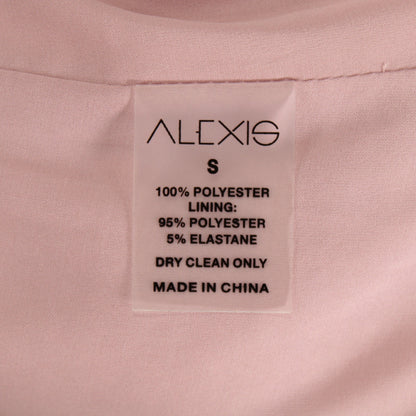 ALEXIS
S
100% POLYESTER
LINING:
95% POLYESTER
5% ELASTANE
DRY CLEAN ONLY
MADE IN CHINA